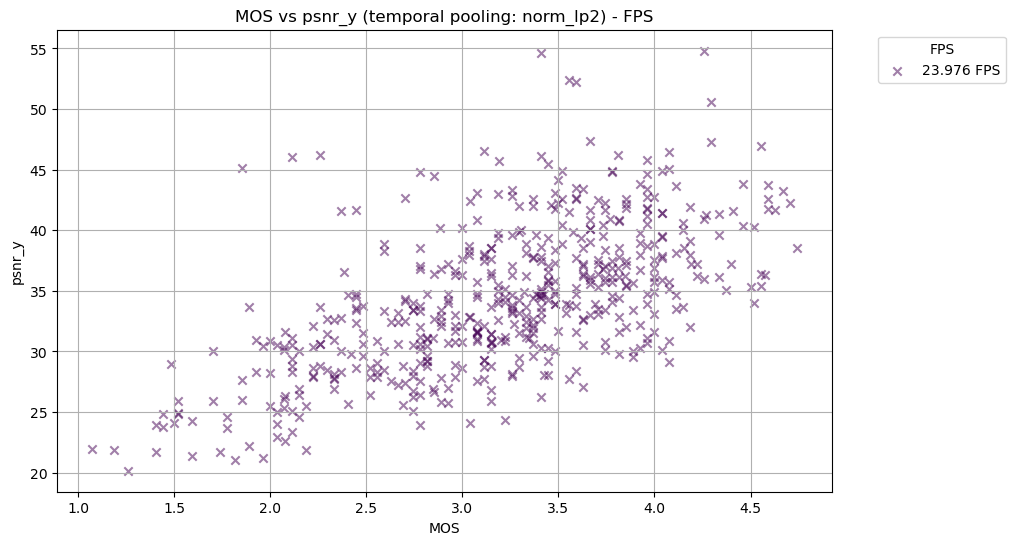 MOS vs psnr_y (temporal pooling: norm_lp2) - FPS
FPS
23.976 FPS
psnr_y
55
50
45
40
35
30
25
20
1.0 1.5 2.0 2.5 3.0 3.5 4.0 4.5
MOS